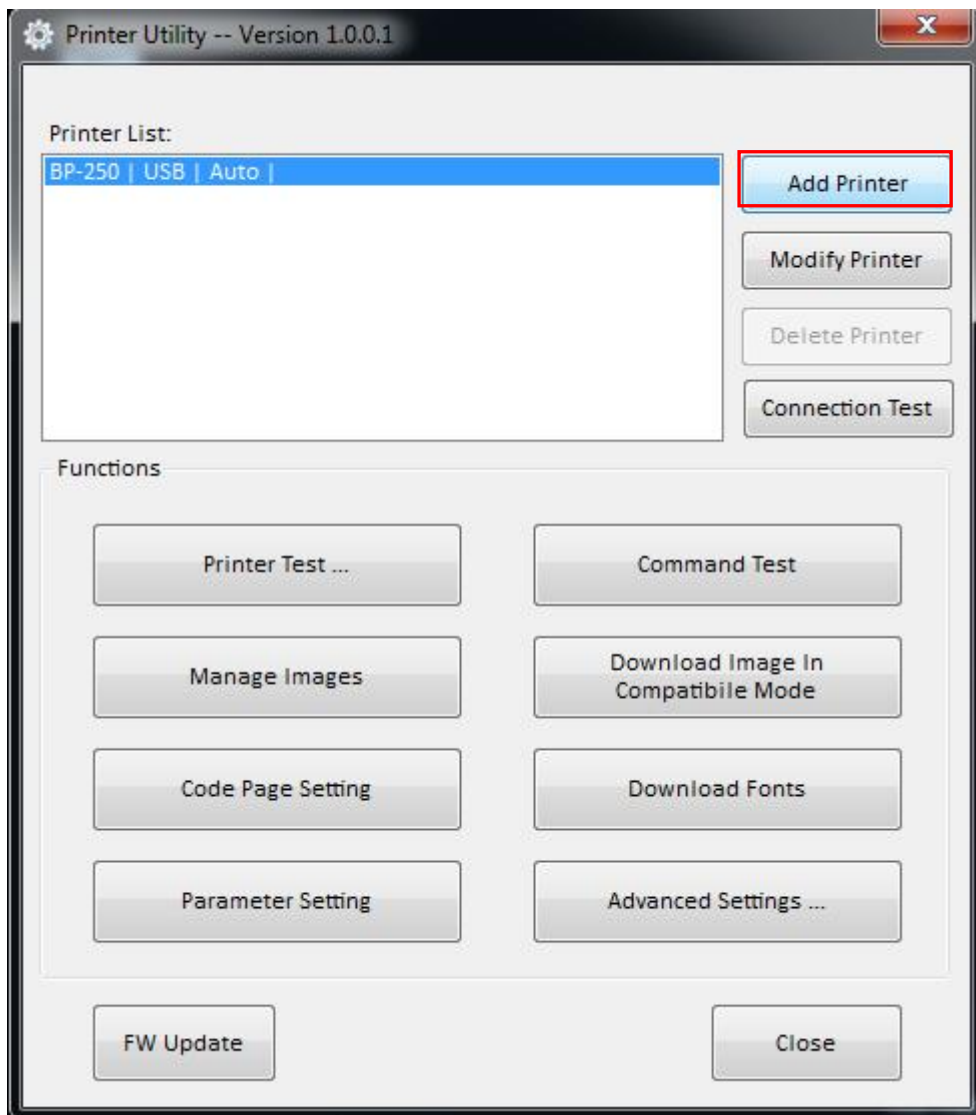 Printer Utility -- Version 1.0.0.1
x
Printer List:
BP-250 | USB | Auto |
Add Printer
Modify Printer
Delete Printer
Connection Test
Functions
Printer Test ...
Command Test
Manage Images
Download Image In
Compatibile Mode
Code Page Setting
Download Fonts
Parameter Setting
Advanced Settings ...
FW Update
Close